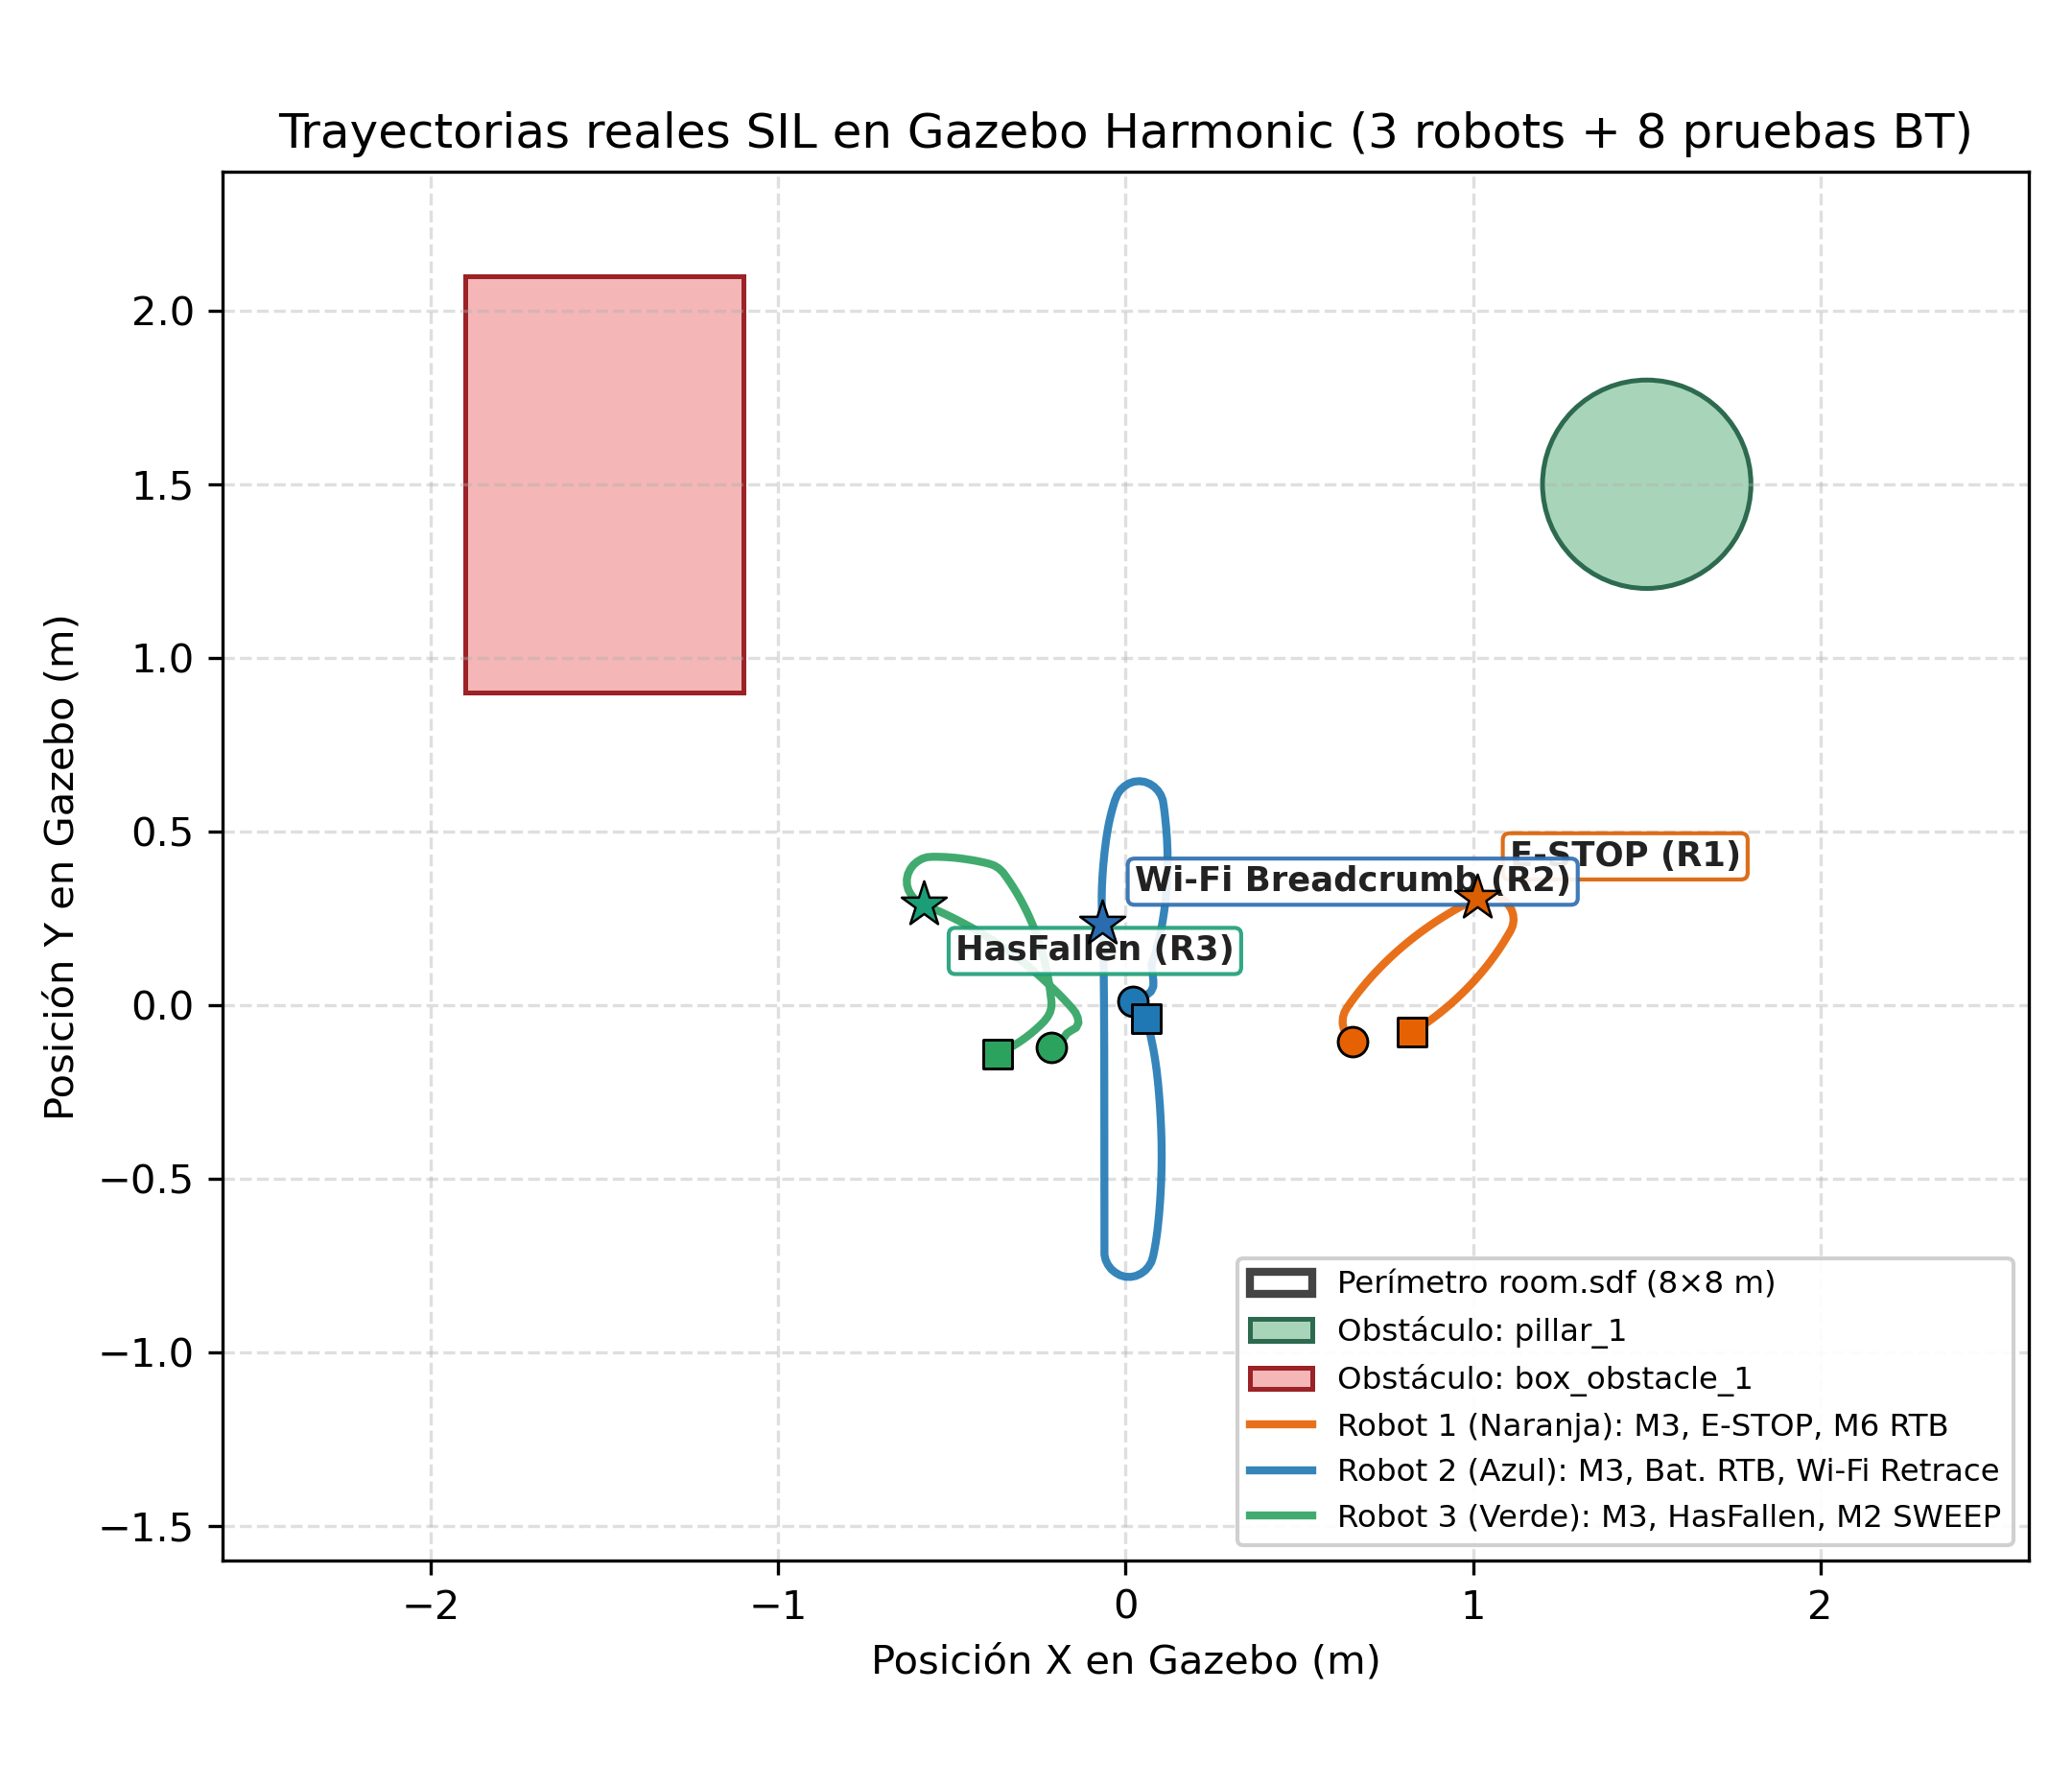 Trayectorias reales SIL en Gazebo Harmonic (3 robots + 8 pruebas BT)
Posición Y en Gazebo (m)
2.0
1.5
1.0
0.5
0.0
−0.5
−1.0
−1.5
E-STOP (R1)
Wi-Fi Breadcrumb (R2)
HasFallen (R3)
Perímetro room.sdf (8×8 m)
Obstáculo: pillar_1
Obstáculo: box_obstacle_1
Robot 1 (Naranja): M3, E-STOP, M6 RTB
Robot 2 (Azul): M3, Bat. RTB, Wi-Fi Retrace
Robot 3 (Verde): M3, HasFallen, M2 SWEEP
−2
−1
0
1
2
Posición X en Gazebo (m)